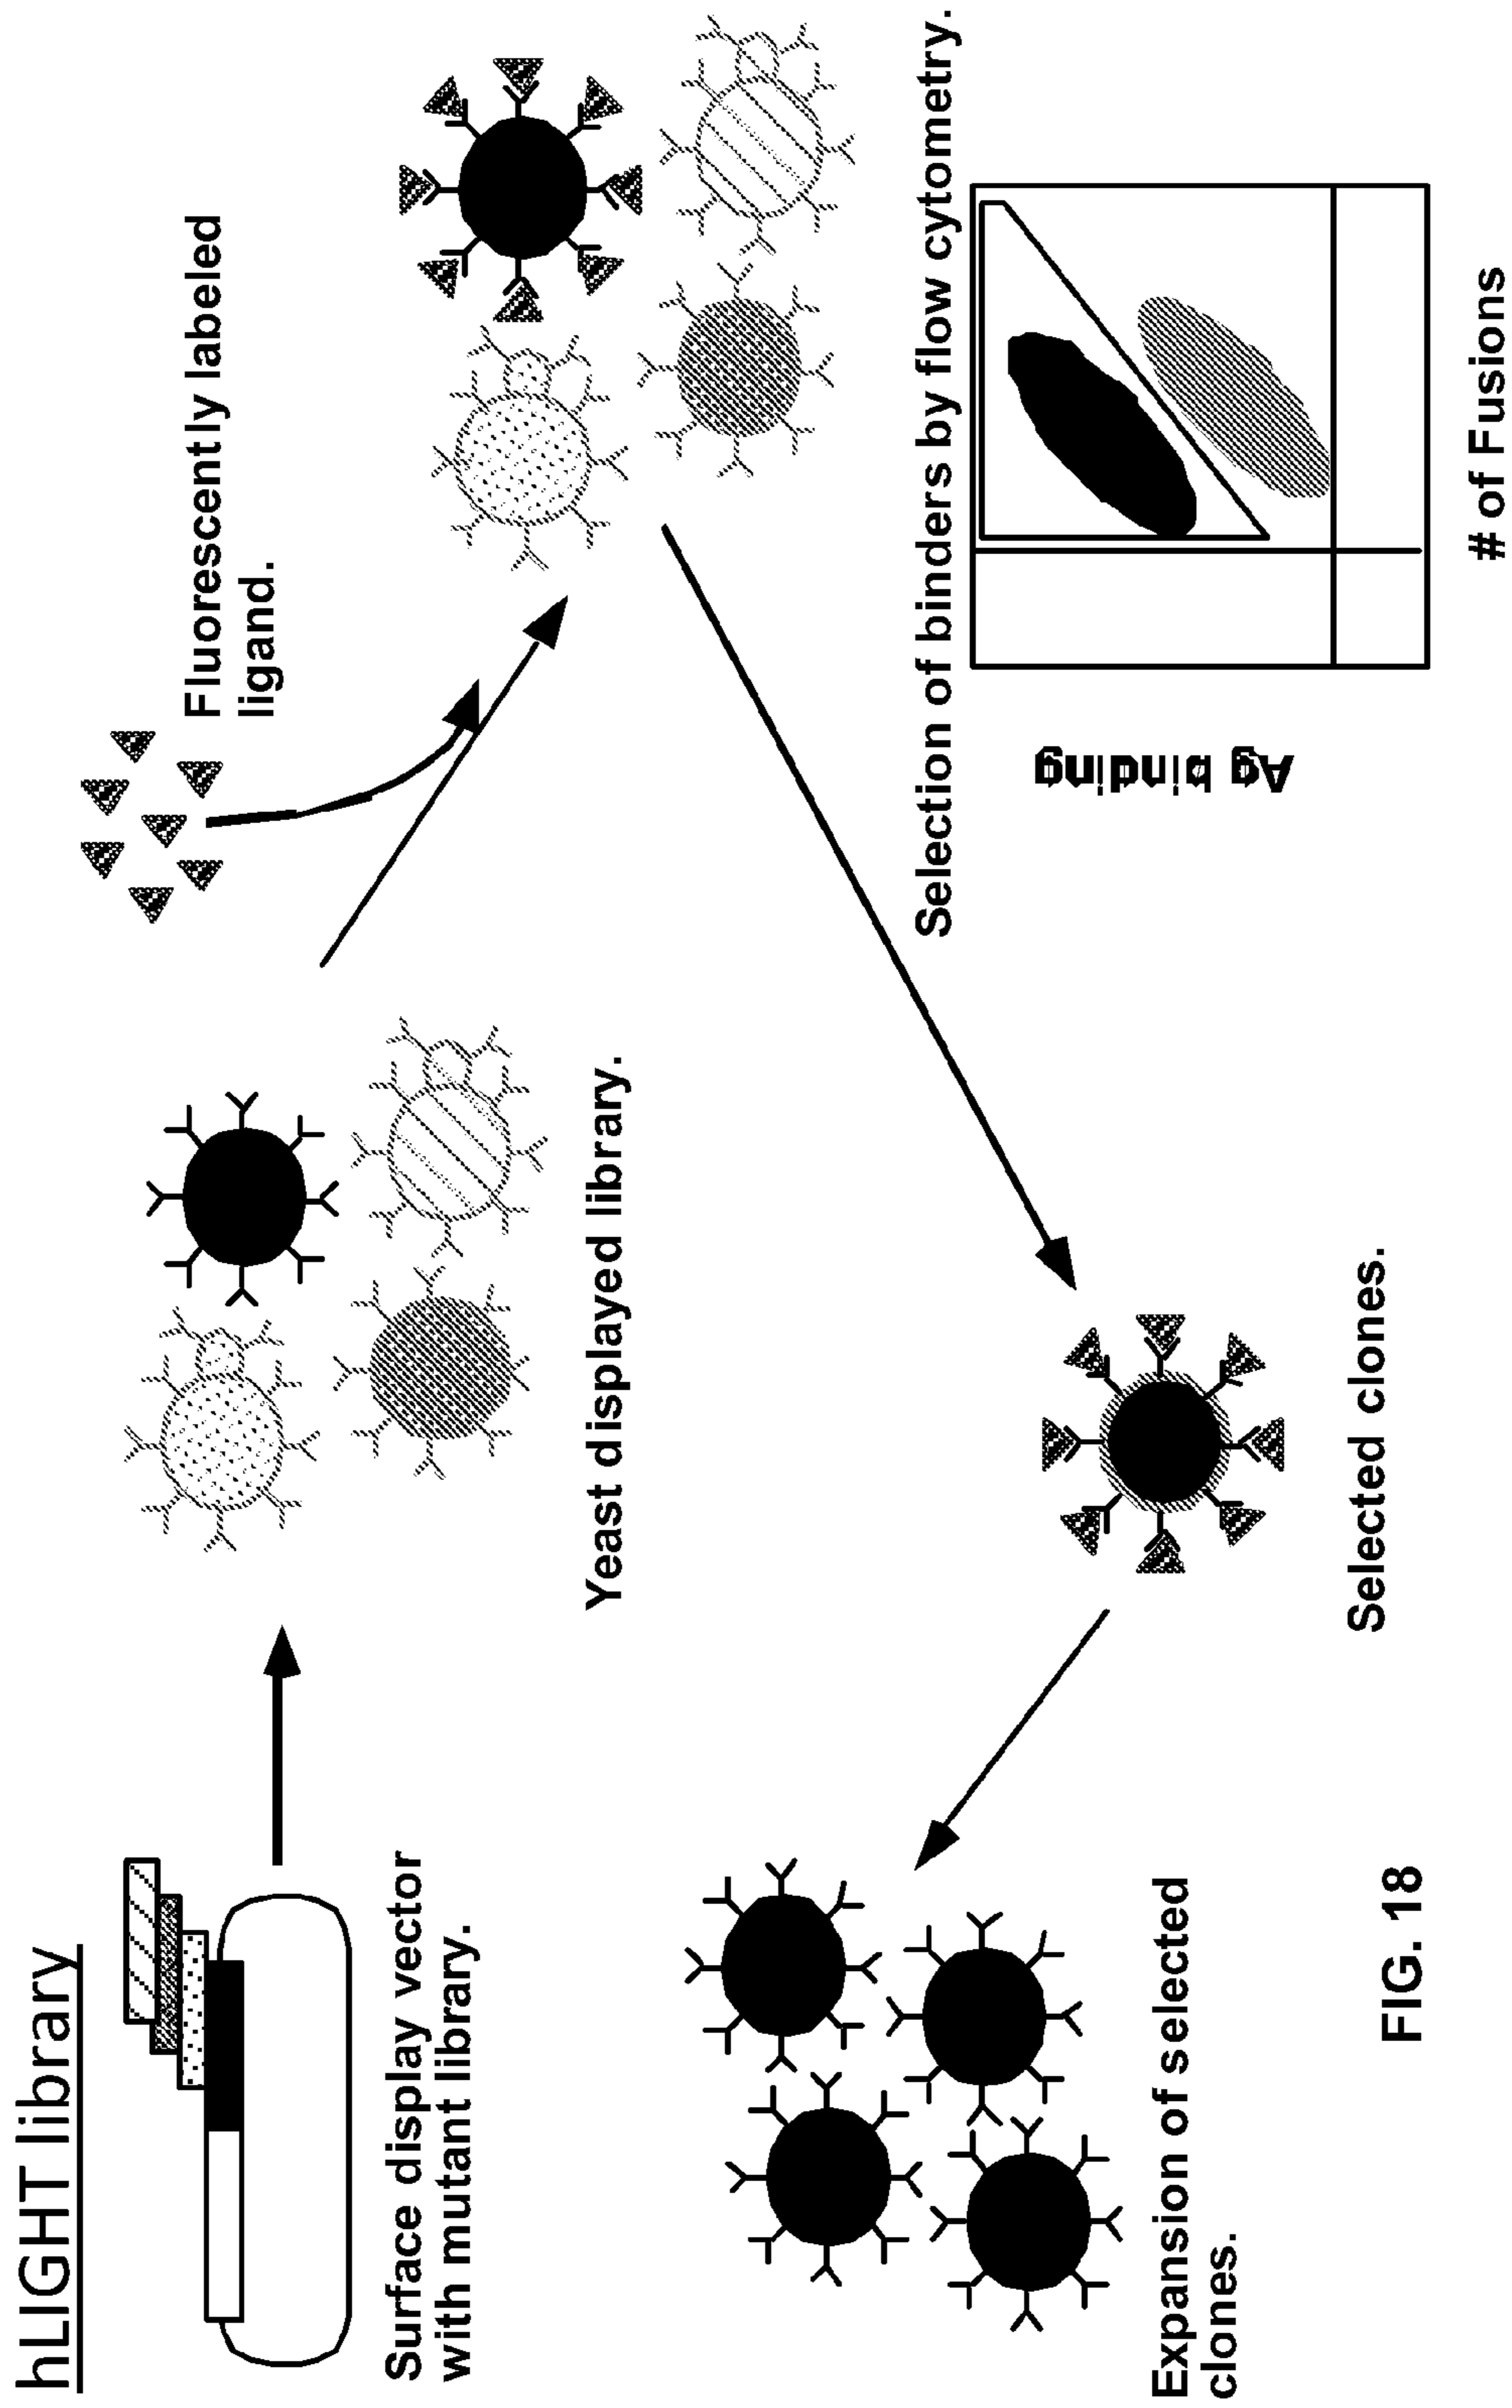 hLIGHT library
Surface display vector
with mutant library.
Yeast displayed library.
Fluorescently labeled
ligand.
Selection of binders by flow cytometry.
Ag binding
# of Fusions
Selected clones.
Expansion of selected
clones.
FIG. 18